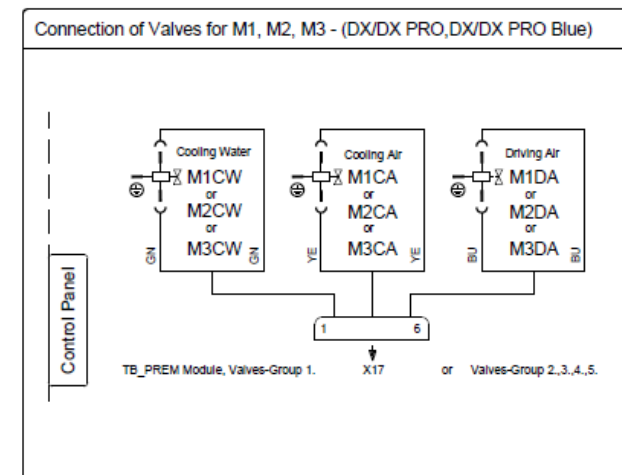 Connection of Valves for M1, M2, M3 - (DX/DX PRO,DX/DX PRO Blue)
Cooling Water
M1CW
or
M2CW
or
M3CW
GN
GN
Cooling Air
M1CA
or
M2CA
or
M3CA
YE
YE
Driving Air
M1DA
or
M2DA
or
M3DA
BU
BU
Control Panel
1
6
TB_PREM Module, Valves-Group 1.
X17
or
Valves-Group 2.,3.,4.,5.